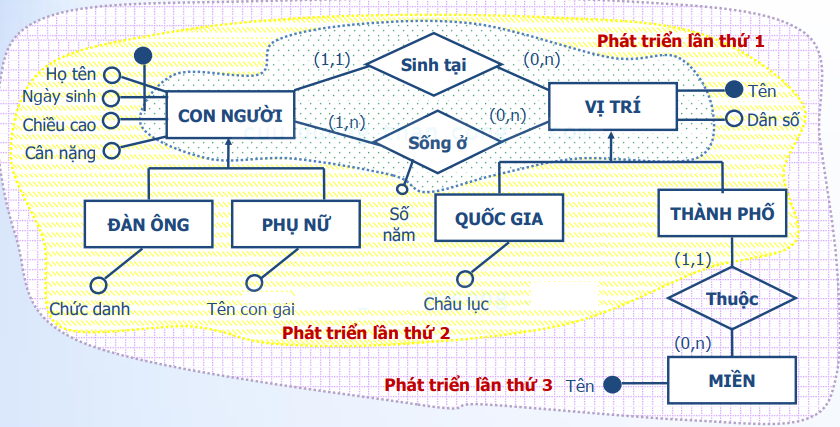 Phát triển lần thứ 1
(1,1)
Sinh tại
(0,n)
Họ tên
Ngày sinh
Chiều cao
Cân nặng
CON NGƯỜI
VỊ TRÍ
Tên
Dân số
(1,n)
Sống ở
(0,n)
Số
năm
ĐÀN ÔNG
PHỤ NỮ
QUỐC GIA
THÀNH PHỐ
(1,1)
Chức danh
Tên con gái
Châu lục
Thuộc
Phát triển lần thứ 2
(0,n)
Phát triển lần thứ 3
Tên
MIỀN